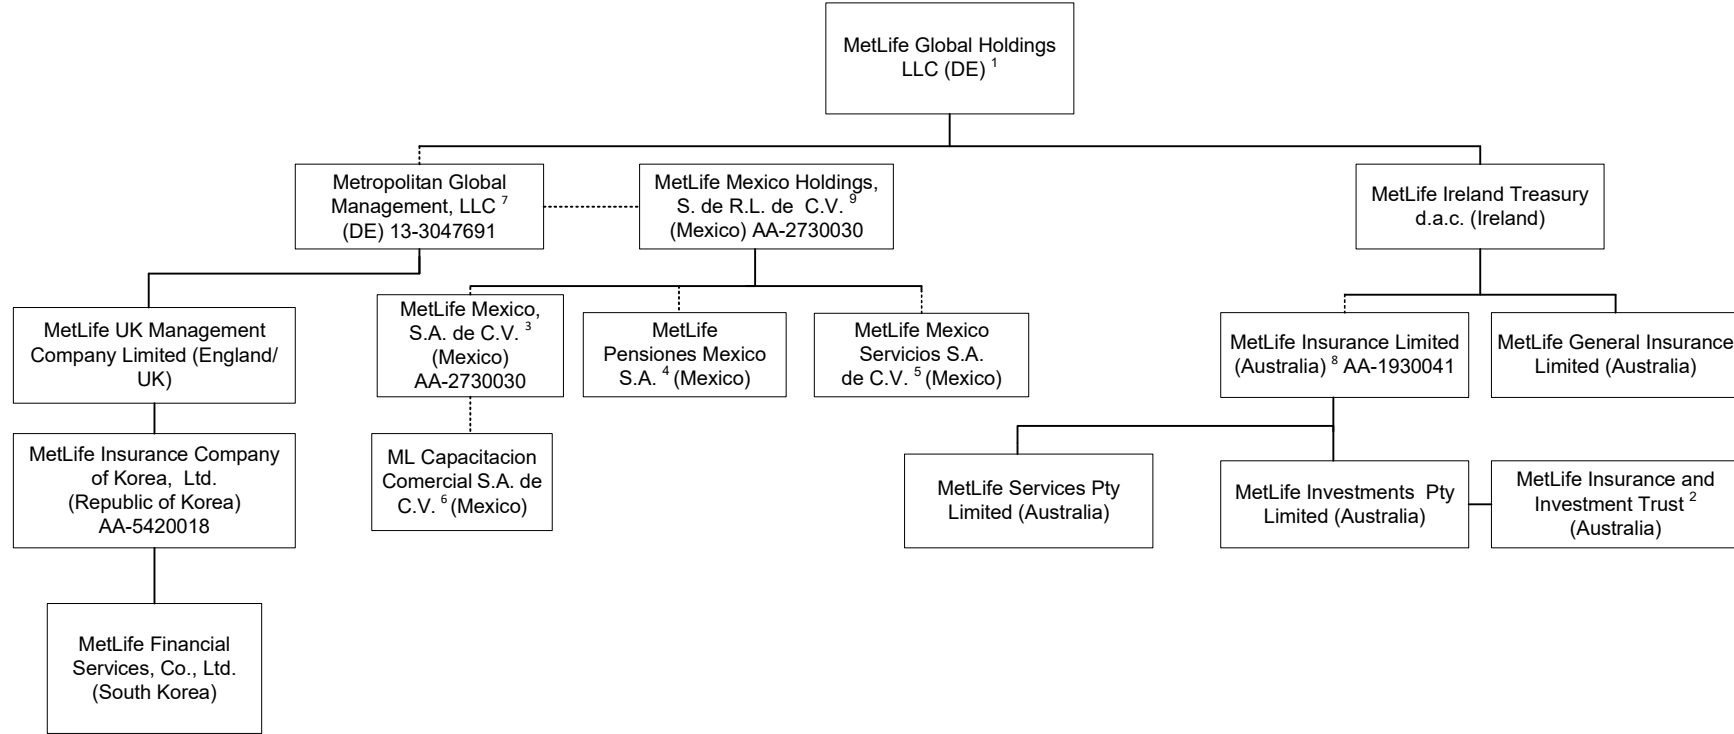 MetLife Global Holdings
LLC (DE) 1
Metropolitan Global
Management, LLC 7
(DE) 13-3047691
MetLife Mexico Holdings,
S. de R.L. de C.V. 9
(Mexico) AA-2730030
MetLife Ireland Treasury
d.a.c. (Ireland)
MetLife UK Management
Company Limited (England/
UK)
MetLife Mexico,
S.A. de C.V. 3
(Mexico)
AA-2730030
MetLife
Pensiones Mexico
S.A. 4 (Mexico)
MetLife Mexico
Servicios S.A.
de C.V. 5 (Mexico)
MetLife Insurance Limited
(Australia) 8 AA-1930041
MetLife General Insurance
Limited (Australia)
MetLife Insurance Company
of Korea, Ltd.
(Republic of Korea)
AA-5420018
ML Capacitacion
Comercial S.A. de
C.V. 6 (Mexico)
MetLife Services Pty
Limited (Australia)
MetLife Investments Pty
Limited (Australia)
MetLife Insurance and
Investment Trust 2
(Australia)
MetLife Financial
Services, Co., Ltd.
(South Korea)